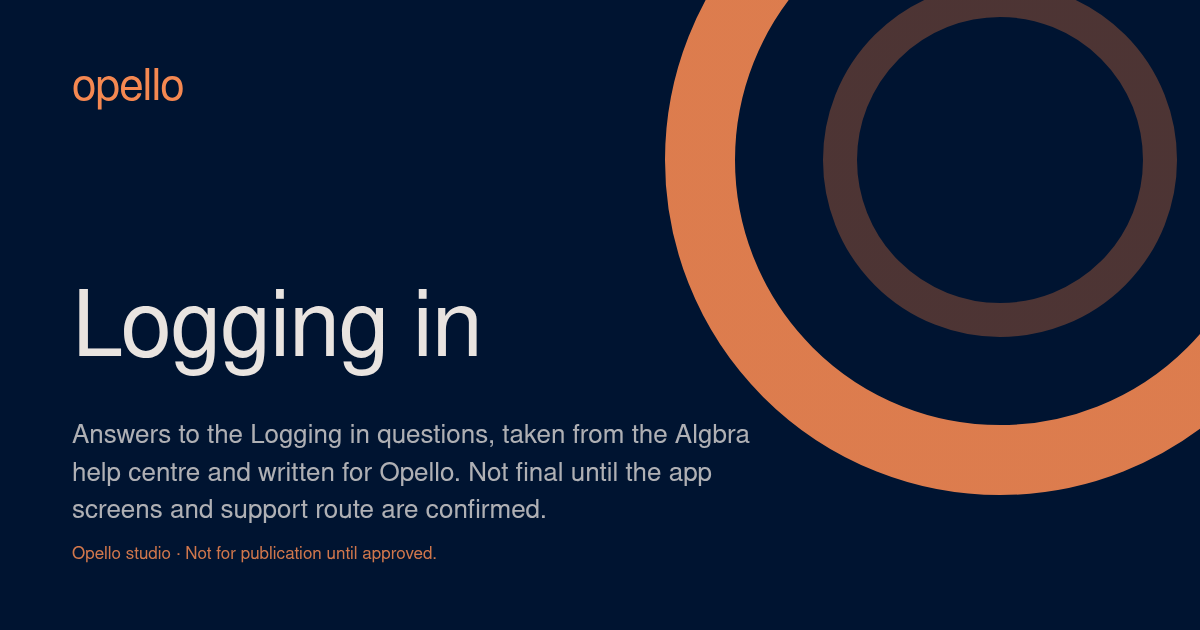 opello
Logging in
Answers to the Logging in questions, taken from the Algbra
help centre and written for Opello. Not final until the app
screens and support route are confirmed.
Opello studio · Not for publication until approved.